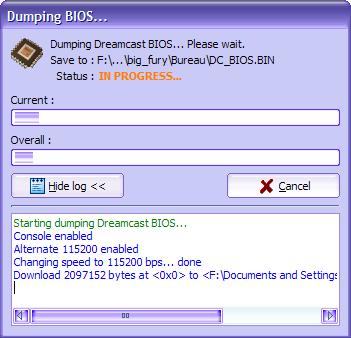 Dumping BIOS...
Dumping Dreamcast BIOS... Please wait.
Save to : F:\...\big_fury\Bureau\DC_BIOS.BIN
Status : IN PROGRESS...
Current :
Overall :
Hide log <<
Cancel
Starting dumping Dreamcast BIOS...
Console enabled
Alternate 115200 enabled
Changing speed to 115200 bps... done
Download 2097152 bytes at <0x0> to <F:\Documents and Settings